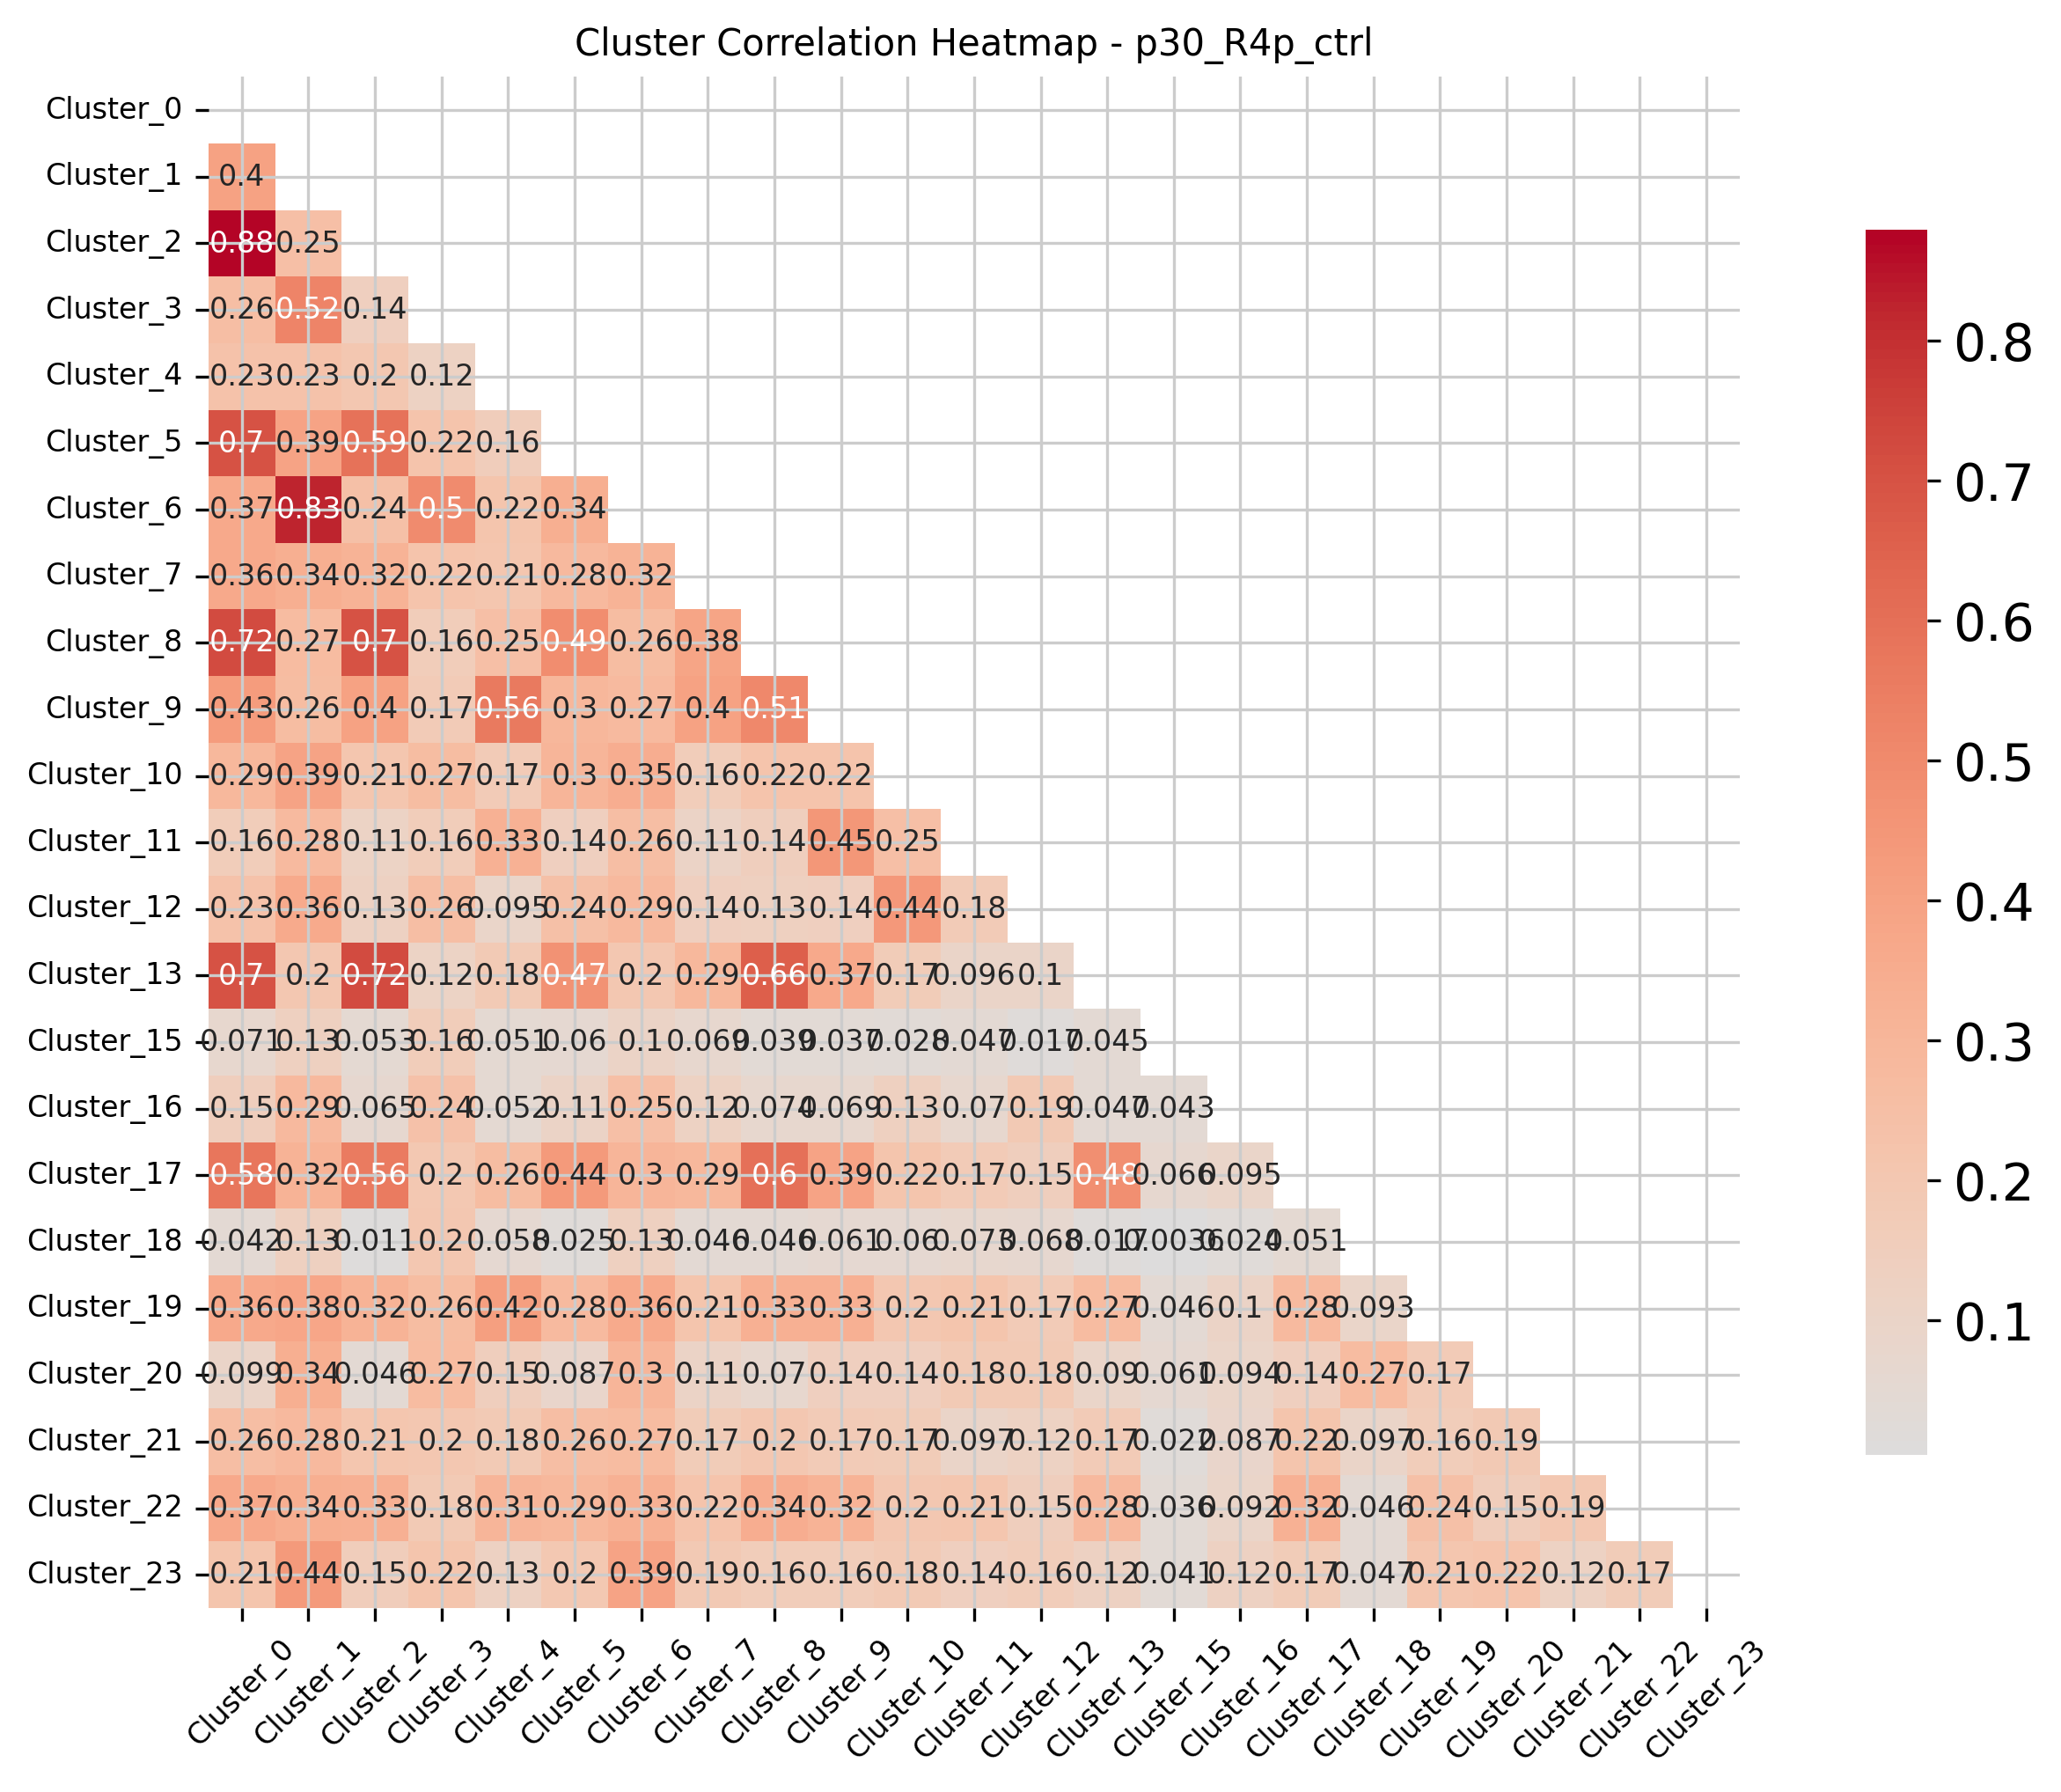 Cluster Correlation Heatmap - p30_R4p_ctrl
Cluster_0
Cluster_1 0.4
Cluster_2 0.88 0.25
Cluster_3 0.26 0.52 0.14
Cluster_4 0.23 0.23 0.2 0.12
Cluster_5 0.7 0.39 0.59 0.22 0.16
Cluster_6 0.37 0.83 0.24 0.5 0.22 0.34
Cluster_7 0.36 0.34 0.32 0.22 0.21 0.28 0.32
Cluster_8 0.72 0.27 0.7 0.16 0.25 0.49 0.26 0.38
Cluster_9 0.43 0.26 0.4 0.17 0.56 0.3 0.27 0.4 0.51
Cluster_10 0.29 0.39 0.21 0.27 0.17 0.3 0.35 0.16 0.22 0.22
Cluster_11 0.16 0.28 0.11 0.16 0.33 0.14 0.26 0.11 0.14 0.45 0.25
Cluster_12 0.23 0.36 0.13 0.26 0.095 0.24 0.29 0.14 0.13 0.14 0.44 0.18
Cluster_13 0.7 0.2 0.72 0.12 0.18 0.47 0.2 0.29 0.66 0.37 0.17 0.096 0.1
Cluster_15 0.071 0.13 0.053 0.16 0.051 0.06 0.1 0.069 0.039 0.037 0.028 0.047 0.017 0.045
Cluster_16 0.15 0.29 0.065 0.24 0.052 0.11 0.25 0.12 0.074 0.069 0.13 0.07 0.19 0.047 0.043
Cluster_17 0.58 0.32 0.56 0.2 0.26 0.44 0.3 0.29 0.6 0.39 0.22 0.17 0.15 0.48 0.066 0.095
Cluster_18 0.042 0.13 0.011 0.2 0.058 0.025 0.13 0.046 0.046 0.061 0.06 0.073 0.068 0.017 0.0036 0.024 0.051
Cluster_19 0.36 0.38 0.32 0.26 0.42 0.28 0.36 0.21 0.33 0.33 0.2 0.21 0.17 0.27 0.046 0.1 0.28 0.093
Cluster_20 0.099 0.34 0.046 0.27 0.15 0.087 0.3 0.11 0.07 0.14 0.14 0.18 0.18 0.09 0.061 0.094 0.14 0.27 0.17
Cluster_21 0.26 0.28 0.21 0.2 0.18 0.26 0.27 0.17 0.2 0.17 0.17 0.097 0.12 0.17 0.022 0.087 0.22 0.097 0.16 0.19
Cluster_22 0.37 0.34 0.33 0.18 0.31 0.29 0.33 0.22 0.34 0.32 0.2 0.21 0.15 0.28 0.036 0.092 0.32 0.046 0.24 0.15 0.19
Cluster_23 0.21 0.44 0.15 0.22 0.13 0.2 0.39 0.19 0.16 0.16 0.18 0.14 0.16 0.12 0.041 0.12 0.17 0.047 0.21 0.22 0.12 0.17
Cluster_0 Cluster_1 Cluster_2 Cluster_3 Cluster_4 Cluster_5 Cluster_6 Cluster_7 Cluster_8 Cluster_9 Cluster_10 Cluster_11 Cluster_12 Cluster_13 Cluster_15 Cluster_16 Cluster_17 Cluster_18 Cluster_19 Cluster_20 Cluster_21 Cluster_22 Cluster_23
0.8
0.7
0.6
0.5
0.4
0.3
0.2
0.1